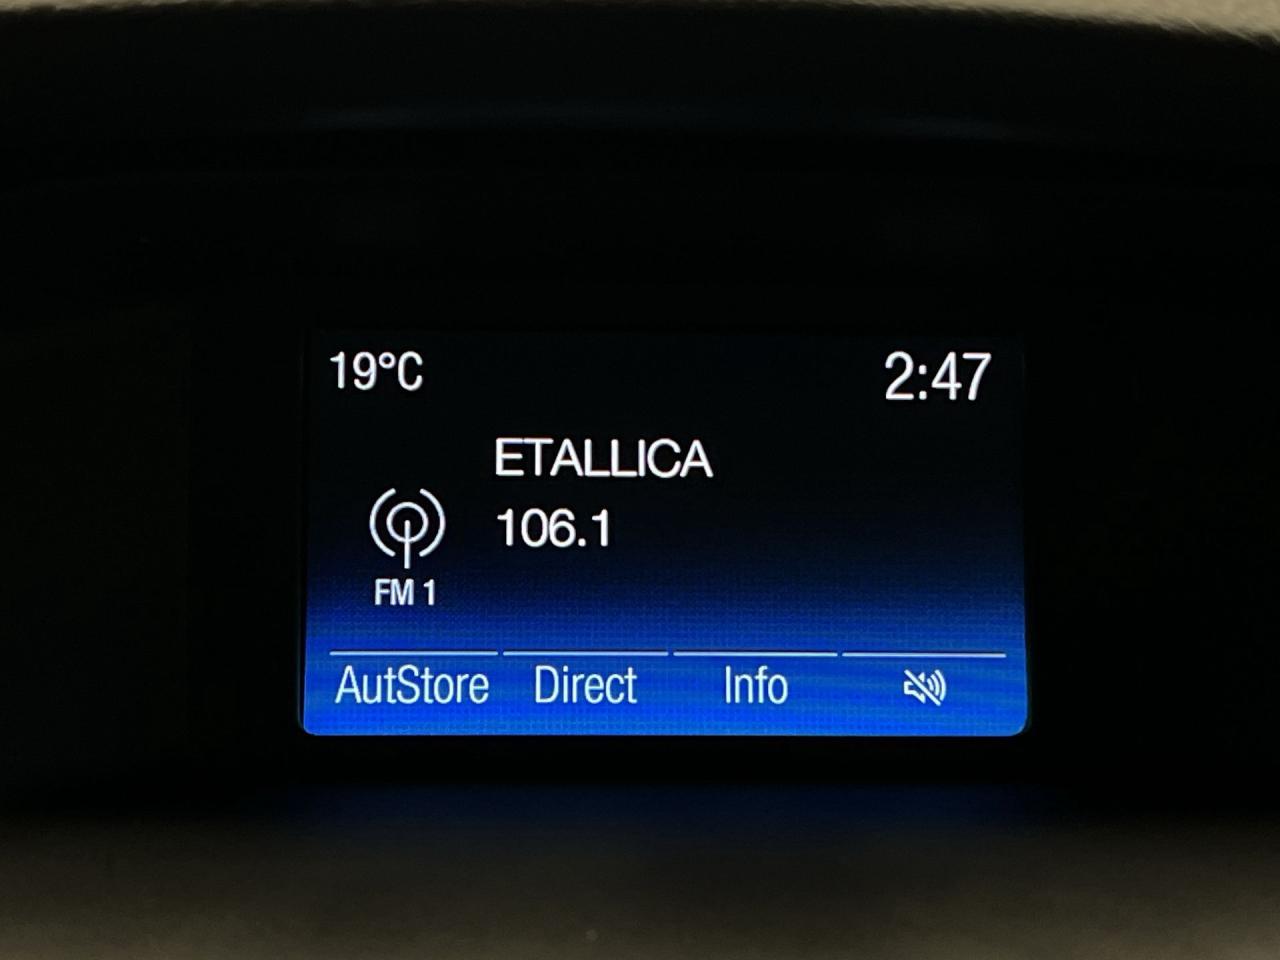 19°C 2:47
ETALLICA
106.1
FM 1
AutStore Direct Info